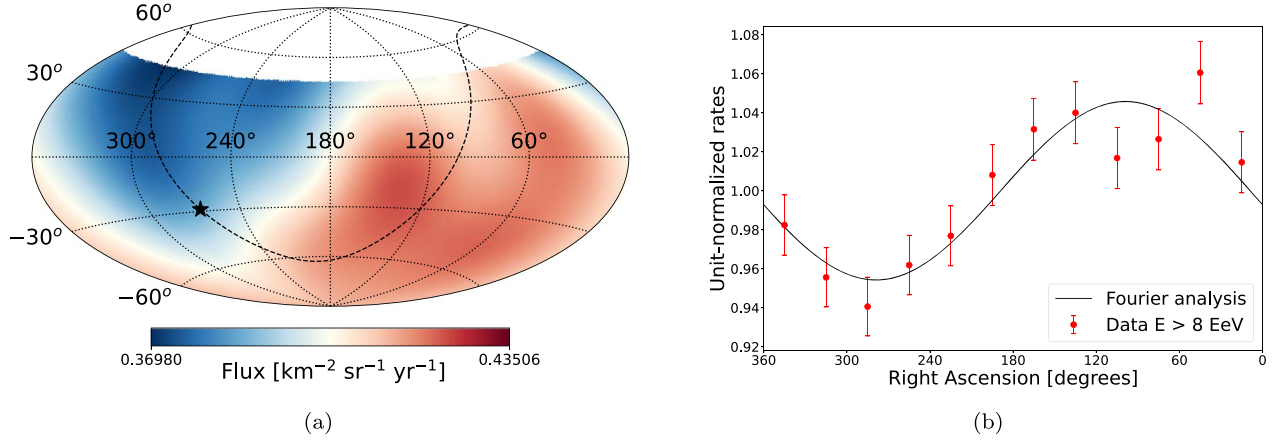 60°
30°
300° 240° 180° 120° 60°
−30°
−60°
0.36980 0.43506
Flux [km⁻² sr⁻¹ yr⁻¹]
(a)
Unit-normalized rates
1.08
1.06
1.04
1.02
1.00
0.98
0.96
0.94
0.92
Fourier analysis
Data E > 8 EeV
360 300 240 180 120 60 0
Right Ascension [degrees]
(b)